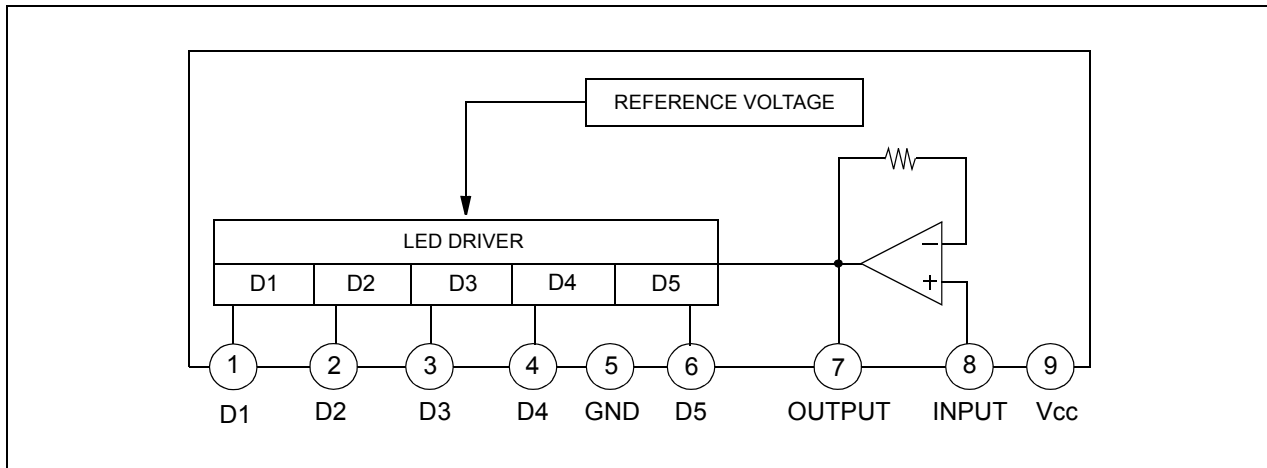 REFERENCE VOLTAGE
LED DRIVER
D1 D2 D3 D4 D5
− +
1 2 3 4 5 6 7 8 9
D1 D2 D3 D4 GND D5 OUTPUT INPUT Vcc